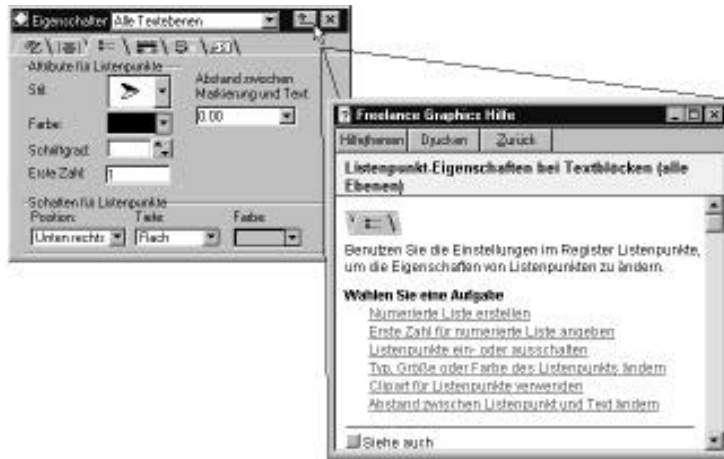 Eigenschaften Alle Textebenen
Attribute für Listenpunkte
Stil:
Abstand zwischen
Markierung und Text
0.00
Farbe:
Schriftgrad:
Erste Zahl: 1
Schatten für Listenpunkte
Position: Tiefe: Farbe:
Unten rechts Flach
? Freelance Graphics Hilfe
Hilfethemen Drucken Zurück
Listenpunkt-Eigenschaften bei Textblöcken (alle
Ebenen)
Benutzen Sie die Einstellungen im Register Listenpunkte,
um die Eigenschaften von Listenpunkten zu ändern.
Wählen Sie eine Aufgabe
Numerierte Liste erstellen
Erste Zahl für numerierte Liste angeben
Listenpunkte ein- oder ausschalten
Typ, Größe oder Farbe des Listenpunkts ändern
Clipart für Listenpunkte verwenden
Abstand zwischen Listenpunkt und Text ändern
Siehe auch